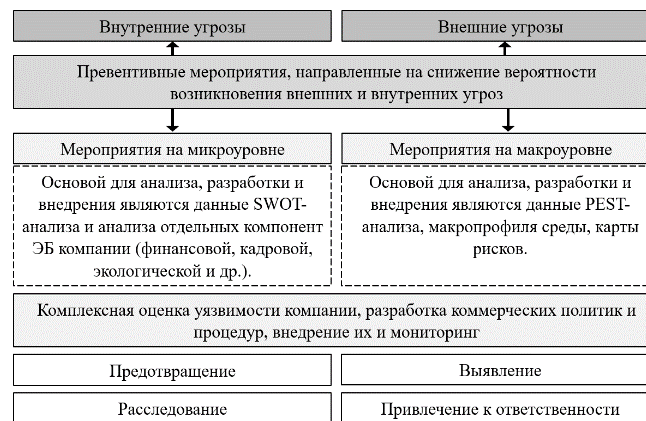 Внутренние угрозы
Внешние угрозы
Превентивные мероприятия, направленные на снижение вероятности
возникновения внешних и внутренних угроз
Мероприятия на микроуровне
Мероприятия на макроуровне
Основой для анализа, разработки и
внедрения являются данные SWOT-
анализа и анализа отдельных компонент
ЭБ компании (финансовой, кадровой,
экологической и др.).
Основой для анализа, разработки и
внедрения являются данные PEST-
анализа, макропрофиля среды, карты
рисков.
Комплексная оценка уязвимости компании, разработка коммерческих политик и
процедур, внедрение их и мониторинг
Предотвращение
Выявление
Расследование
Привлечение к ответственности